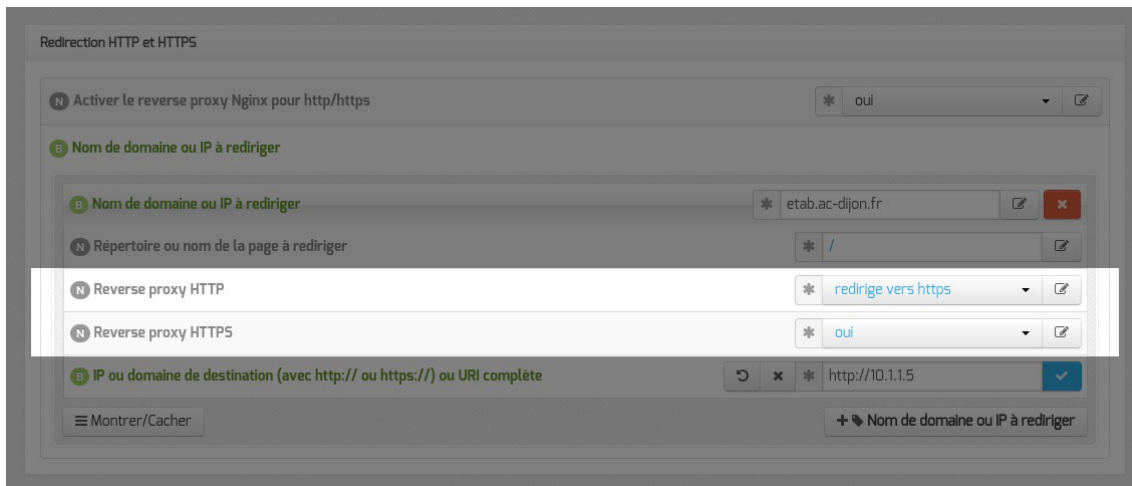 Redirection HTTP et HTTPS
N Activer le reverse proxy Nginx pour http/https * oui
B Nom de domaine ou IP à rediriger
B Nom de domaine ou IP à rediriger * etab.ac-dijon.fr
N Répertoire ou nom de la page à rediriger * /
N Reverse proxy HTTP * redirige vers https
N Reverse proxy HTTPS * oui
B IP ou domaine de destination (avec http:// ou https://) ou URI complète * http://10.1.1.5
Montrer/Cacher + Nom de domaine ou IP à rediriger